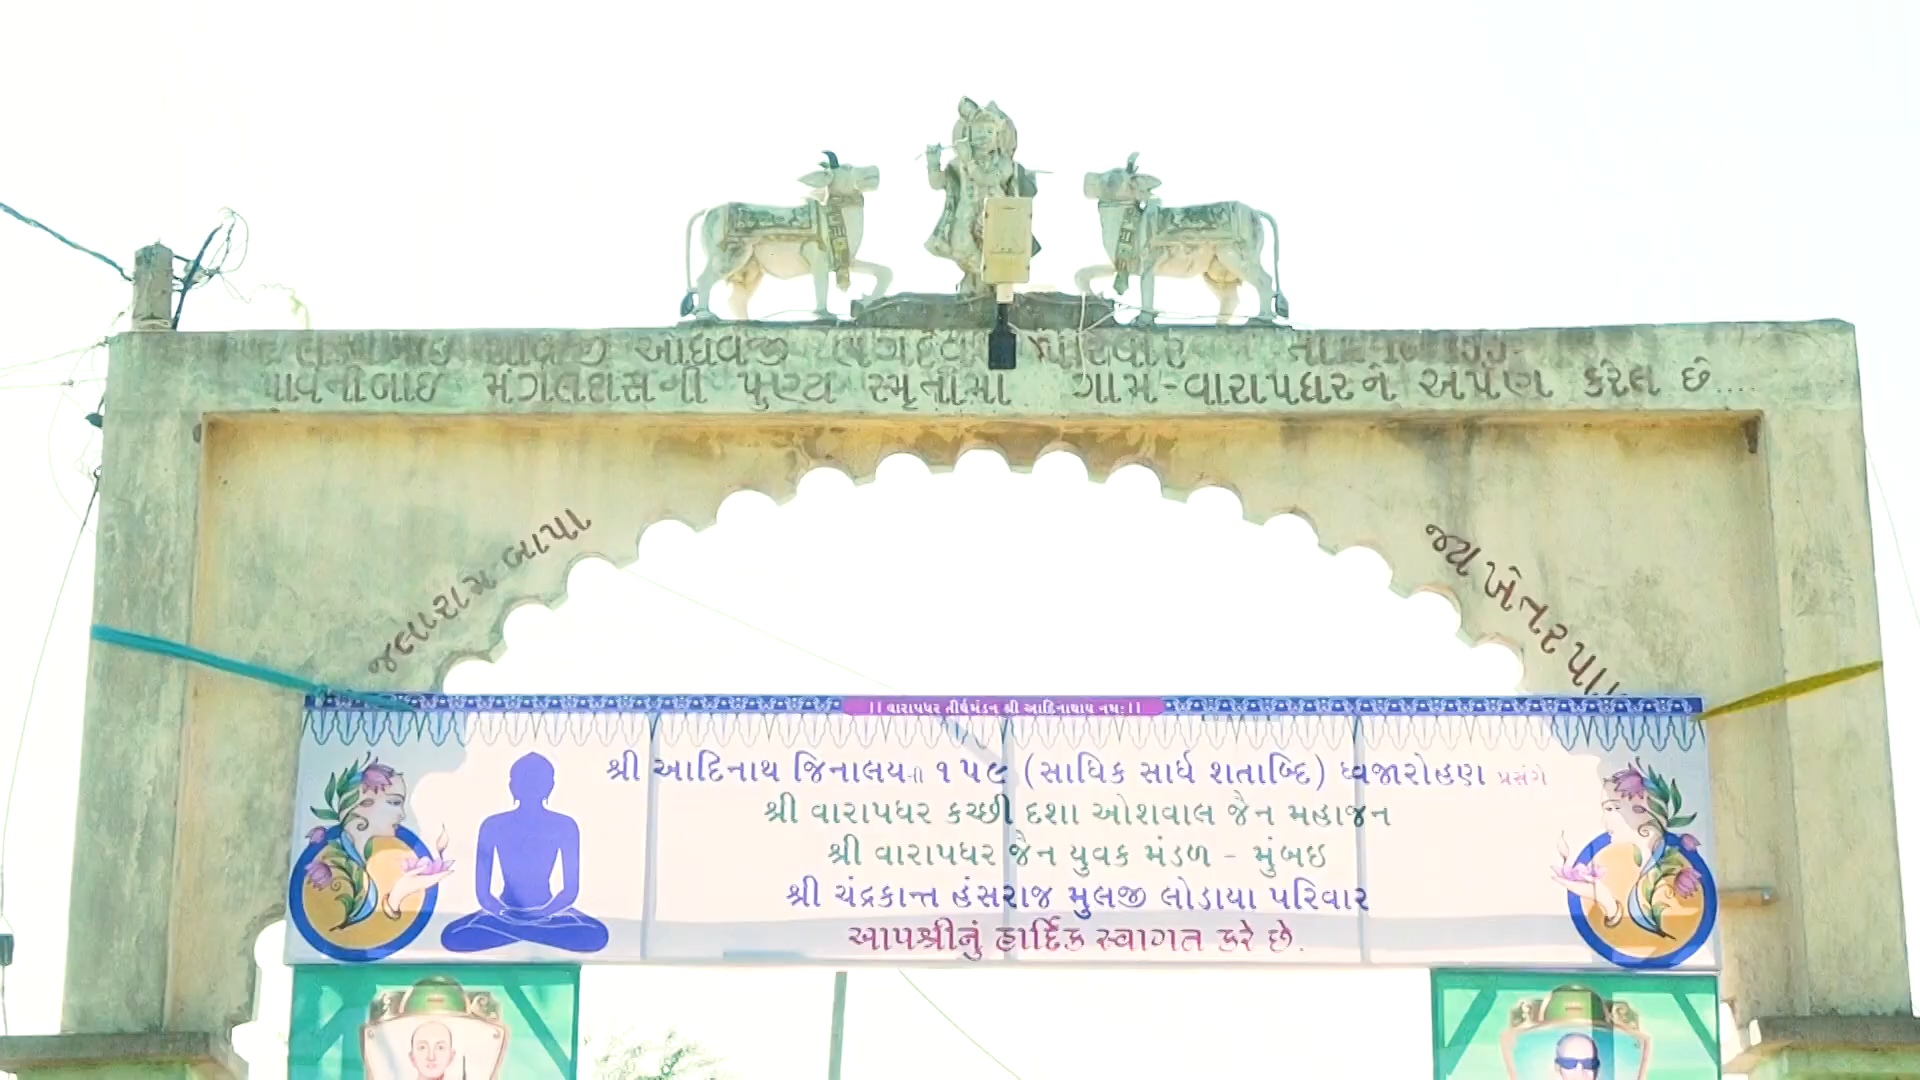 ઓધવજી પરિવાર
મંગલદાસની પુણ્ય સ્મૃતીમાં ગામ-વારાપધરને અર્પણ કરેલ છે....
જલારામ બાપા
જય ખેતરપા
।। વારાપધર તીર્થમંડન શ્રી આદિનાથાય નમઃ ।।
શ્રી આદિનાથ જિનાલયની ૧૫૯ (સાધિક સાર્ધ શતાબ્દિ) ધ્વજારોહણ પ્રસંગે
શ્રી વારાપધર કચ્છી દશા ઓશવાલ જૈન મહાજન
શ્રી વારાપધર જૈન યુવક મંડળ - મુંબઇ
શ્રી ચંદ્રકાન્ત હંસરાજ મુલજી લોડાયા પરિવાર
આપશ્રીનું હાર્દિક સ્વાગત કરે છે.